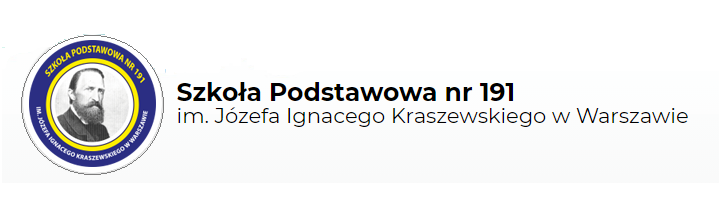 SZKOŁA PODSTAWOWA NR 191
IM. JÓZEFA IGNACEGO KRASZEWSKIEGO W WARSZAWIE
Szkoła Podstawowa nr 191
im. Józefa Ignacego Kraszewskiego w Warszawie